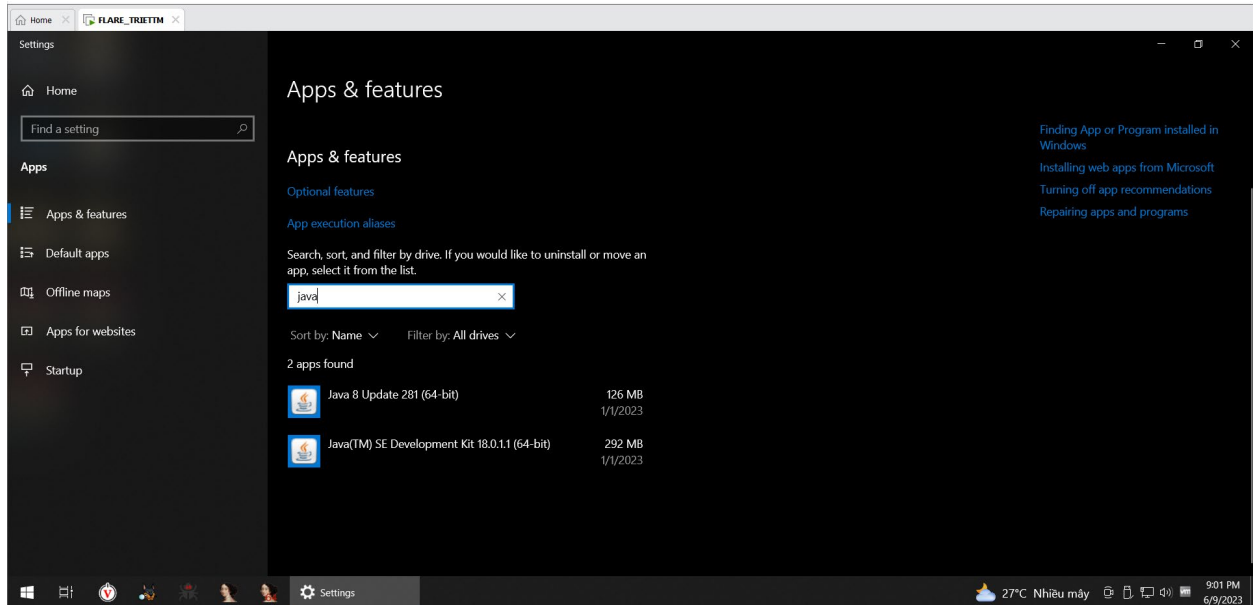 Home
FLARE_TRIETTM
Settings
Home
Find a setting
Apps
Apps & features
Default apps
Offline maps
Apps for websites
Startup
Apps & features
Apps & features
Optional features
App execution aliases
Search, sort, and filter by drive. If you would like to uninstall or move an
app, select it from the list.
java
Sort by: Name
Filter by: All drives
2 apps found
Java 8 Update 281 (64-bit)
126 MB
1/1/2023
Java(TM) SE Development Kit 18.0.1.1 (64-bit)
292 MB
1/1/2023
Finding App or Program installed in
Windows
Installing web apps from Microsoft
Turning off app recommendations
Repairing apps and programs
Settings
27°C Nhiều mây
9:01 PM
6/9/2023